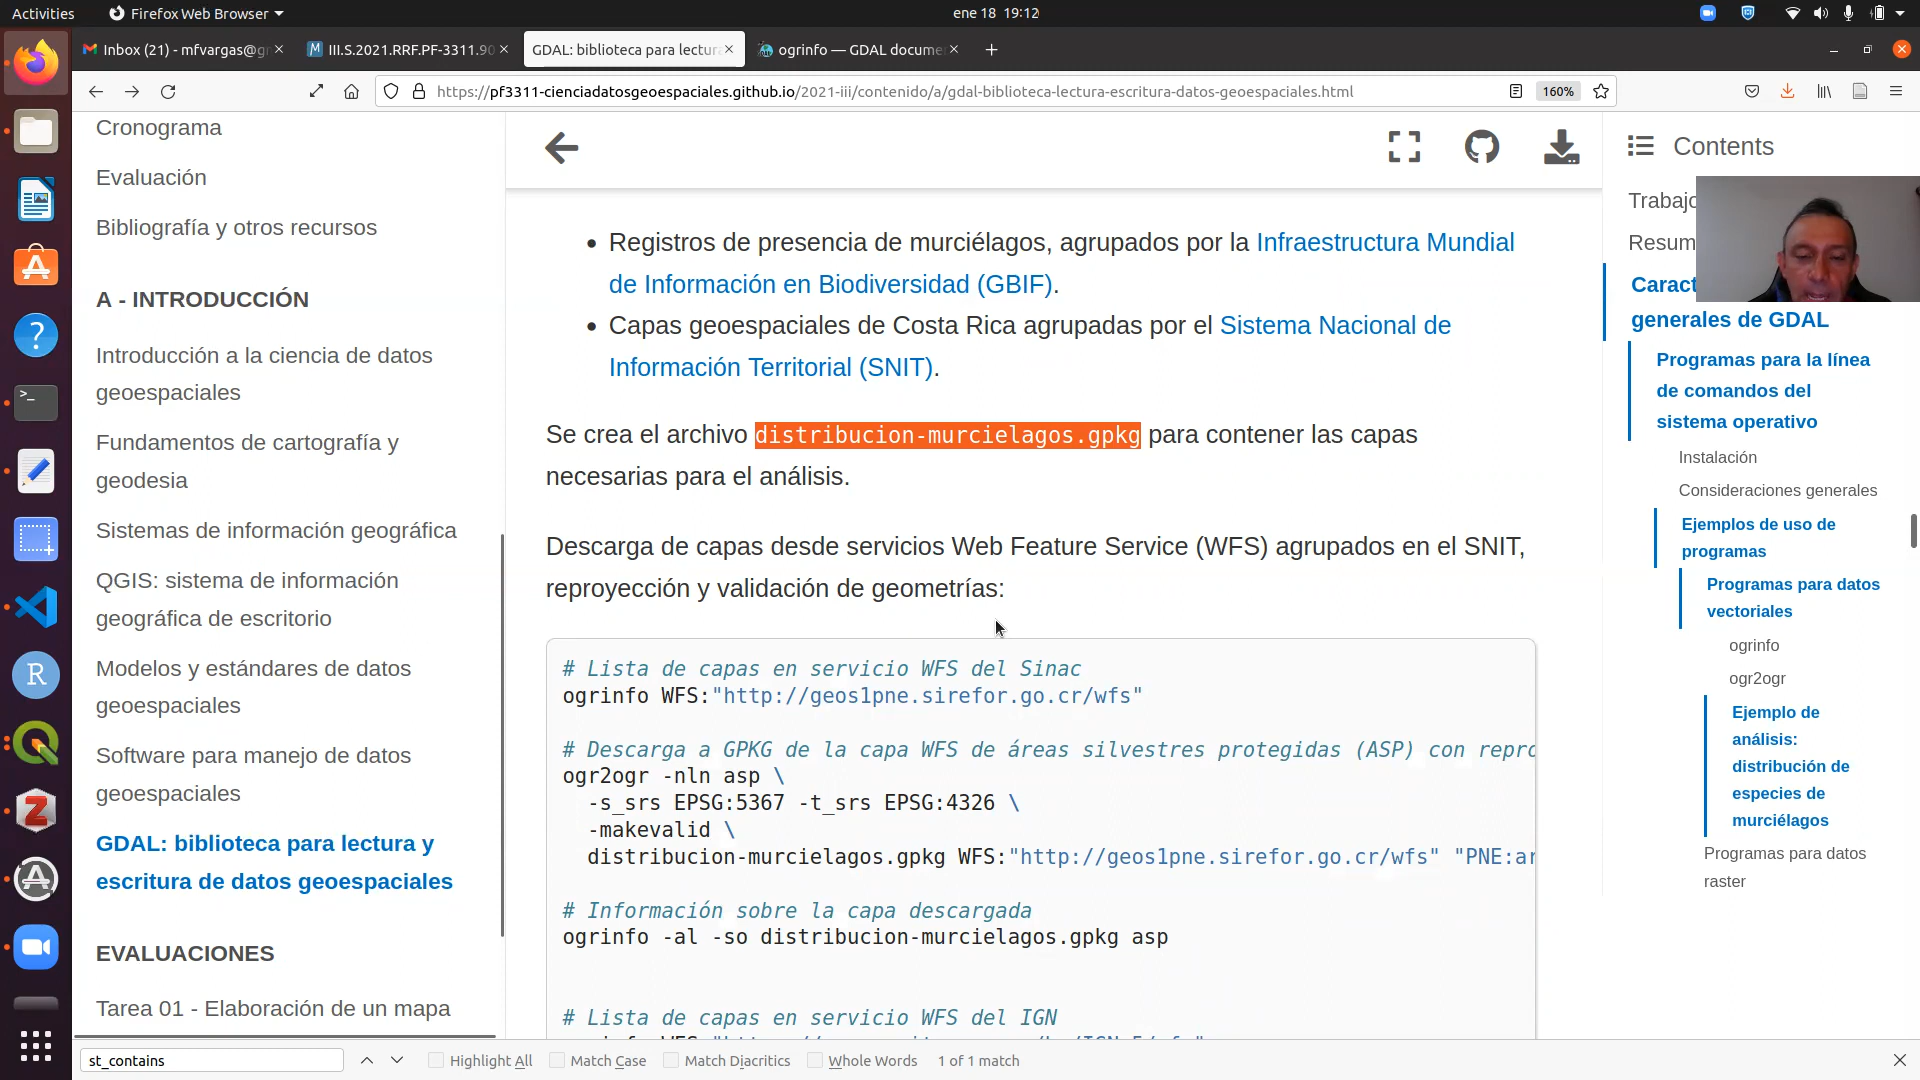 Activities
Firefox Web Browser
ene 18 19:12
Inbox (21) - mfvargas@g
III.S.2021.RRF.PF-3311.90
GDAL: biblioteca para lectur
ogrinfo — GDAL docume
https://pf3311-cienciadatosgeoespaciales.github.io/2021-iii/contenido/a/gdal-biblioteca-lectura-escritura-datos-geoespaciales.html
160%
Cronograma
Evaluación
Bibliografía y otros recursos
A - INTRODUCCIÓN
Introducción a la ciencia de datos
geoespaciales
Fundamentos de cartografía y
geodesia
Sistemas de información geográfica
QGIS: sistema de información
geográfica de escritorio
Modelos y estándares de datos
geoespaciales
Software para manejo de datos
geoespaciales
GDAL: biblioteca para lectura y
escritura de datos geoespaciales
EVALUACIONES
Tarea 01 - Elaboración de un mapa
Registros de presencia de murciélagos, agrupados por la Infraestructura Mundial
de Información en Biodiversidad (GBIF).
Capas geoespaciales de Costa Rica agrupadas por el Sistema Nacional de
Información Territorial (SNIT).
Se crea el archivo distribucion-murcielagos.gpkg para contener las capas
necesarias para el análisis.
Descarga de capas desde servicios Web Feature Service (WFS) agrupados en el SNIT,
reproyección y validación de geometrías:
# Lista de capas en servicio WFS del Sinac
ogrinfo WFS:"http://geos1pne.sirefor.go.cr/wfs"
# Descarga a GPKG de la capa WFS de áreas silvestres protegidas (ASP) con repro
ogr2ogr -nln asp \
-s_srs EPSG:5367 -t_srs EPSG:4326 \
-makevalid \
distribucion-murcielagos.gpkg WFS:"http://geos1pne.sirefor.go.cr/wfs" "PNE:ar
# Información sobre la capa descargada
ogrinfo -al -so distribucion-murcielagos.gpkg asp
# Lista de capas en servicio WFS del IGN
Contents
Trabajo
Resum
Caract
generales de GDAL
Programas para la línea
de comandos del
sistema operativo
Instalación
Consideraciones generales
Ejemplos de uso de
programas
Programas para datos
vectoriales
ogrinfo
ogr2ogr
Ejemplo de
análisis:
distribución de
especies de
murciélagos
Programas para datos
raster
st_contains
Highlight All
Match Case
Match Diacritics
Whole Words
1 of 1 match